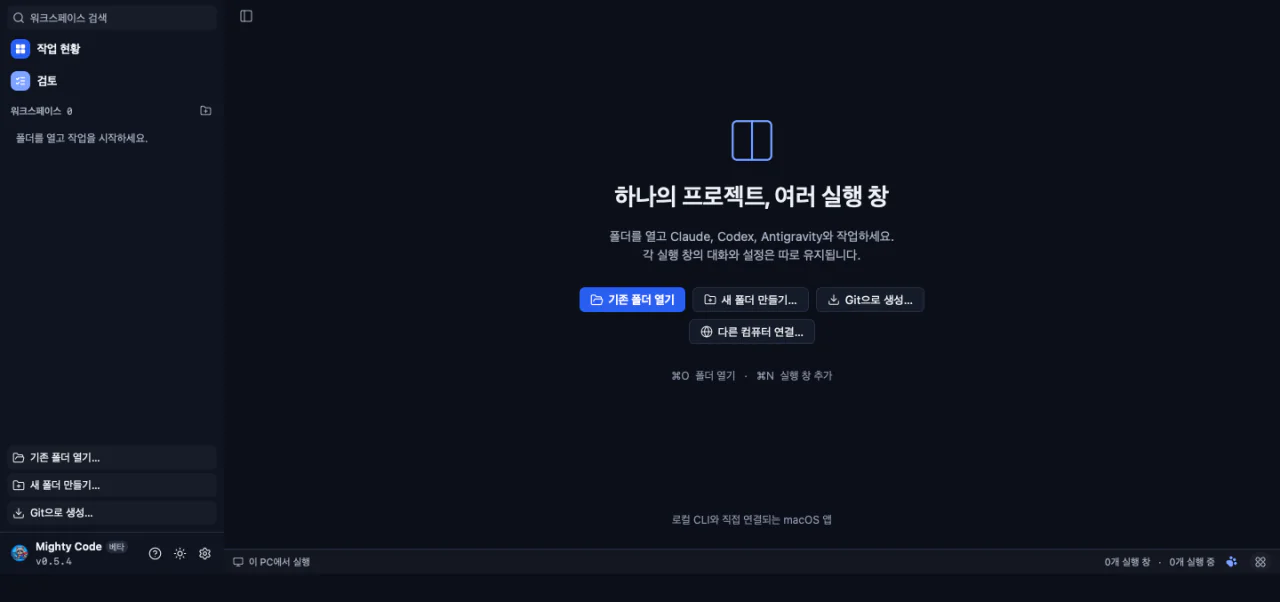 워크스페이스 검색
작업 현황
검토
워크스페이스 0
폴더를 열고 작업을 시작하세요.
하나의 프로젝트, 여러 실행 창
폴더를 열고 Claude, Codex, Antigravity와 작업하세요.
각 실행 창의 대화와 설정은 따로 유지됩니다.
기존 폴더 열기 새 폴더 만들기... Git으로 생성...
다른 컴퓨터 연결...
⌘O 폴더 열기 · ⌘N 실행 창 추가
로컬 CLI와 직접 연결되는 macOS 앱
기존 폴더 열기...
새 폴더 만들기...
Git으로 생성...
Mighty Code 베타
v0.5.4
이 PC에서 실행
0개 실행 창 · 0개 실행 중